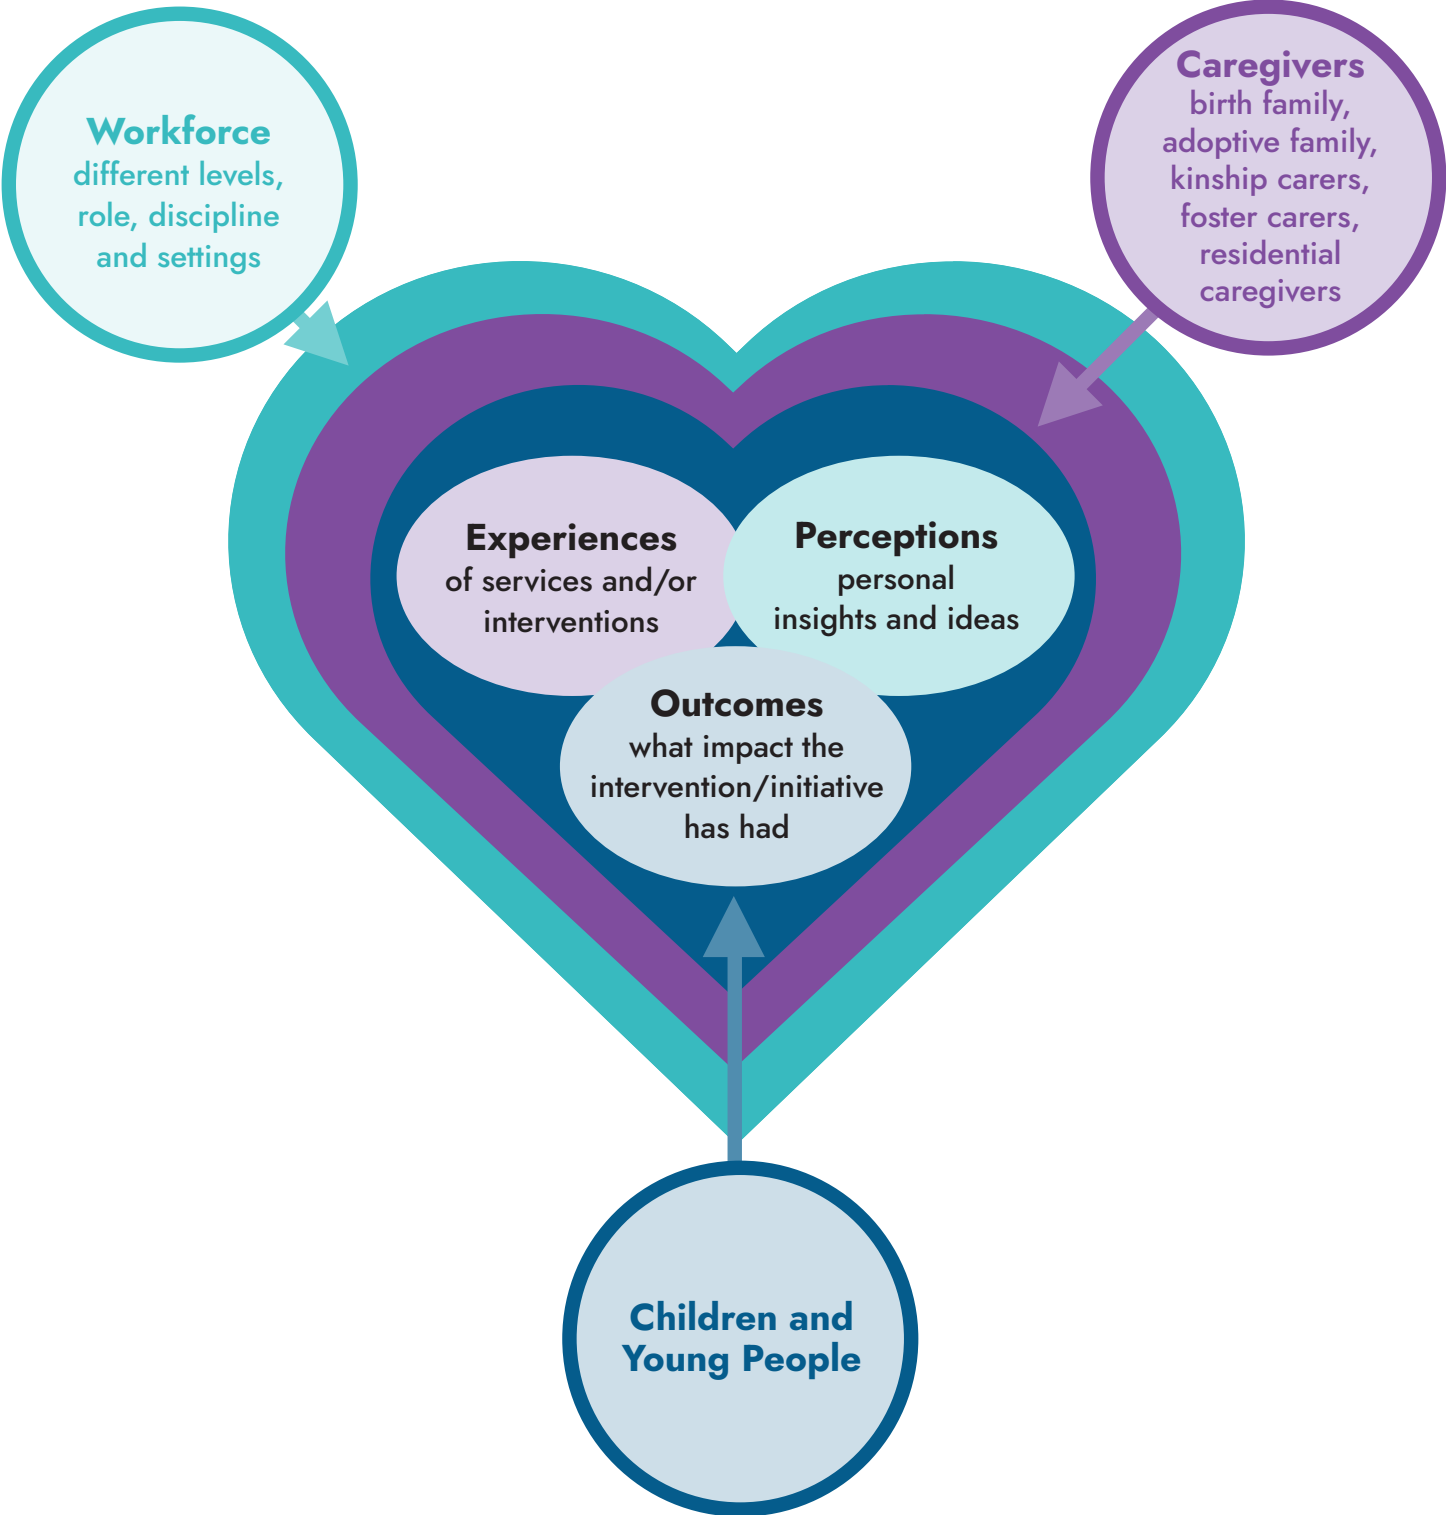 Workforce
different levels,
role, discipline
and settings
Caregivers
birth family,
adoptive family,
kinship carers,
foster carers,
residential
caregivers
Experiences
of services and/or
interventions
Perceptions
personal
insights and ideas
Outcomes
what impact the
intervention/initiative
has had
Children and
Young People